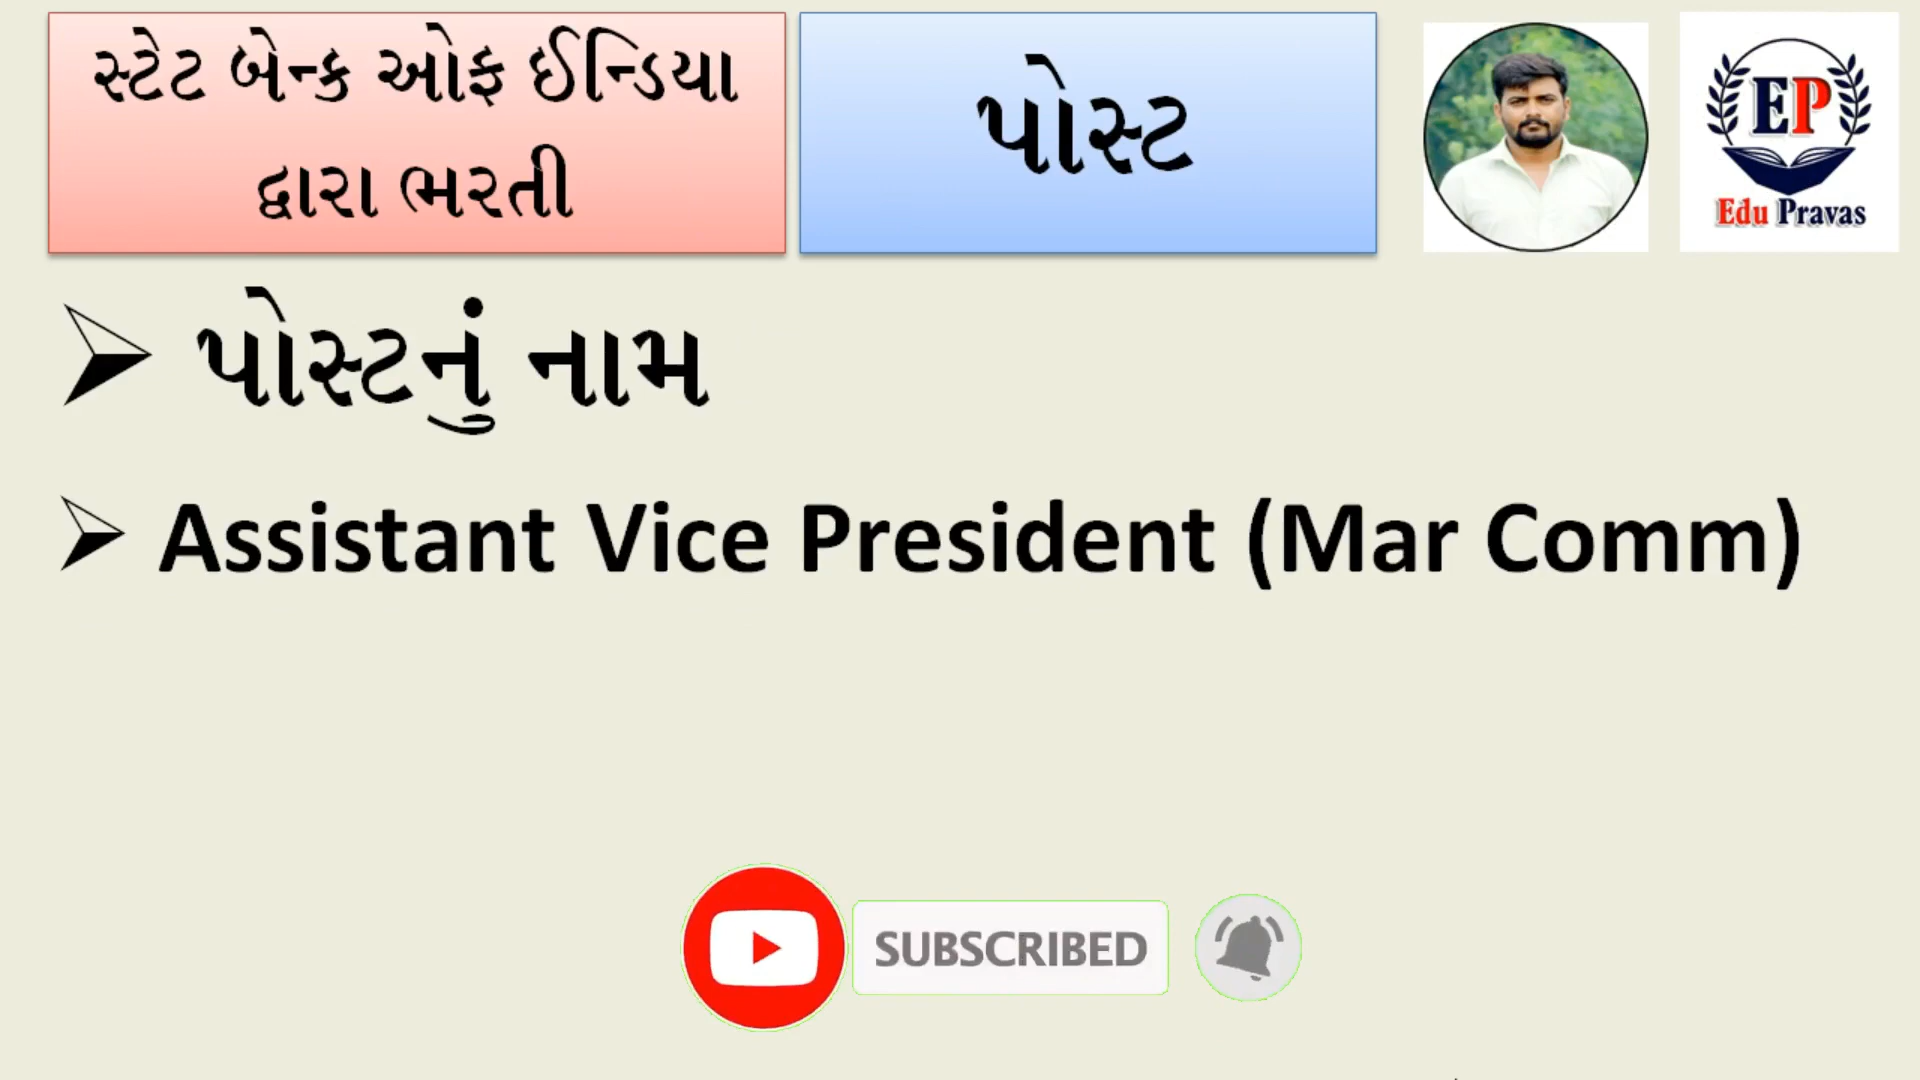 સ્ટેટ બેન્ક ઓફ ઈન્ડિયા
દ્વારા ભરતી
પોસ્ટ
EP
Edu Pravas
પોસ્ટનું નામ
Assistant Vice President (Mar Comm)
SUBSCRIBED